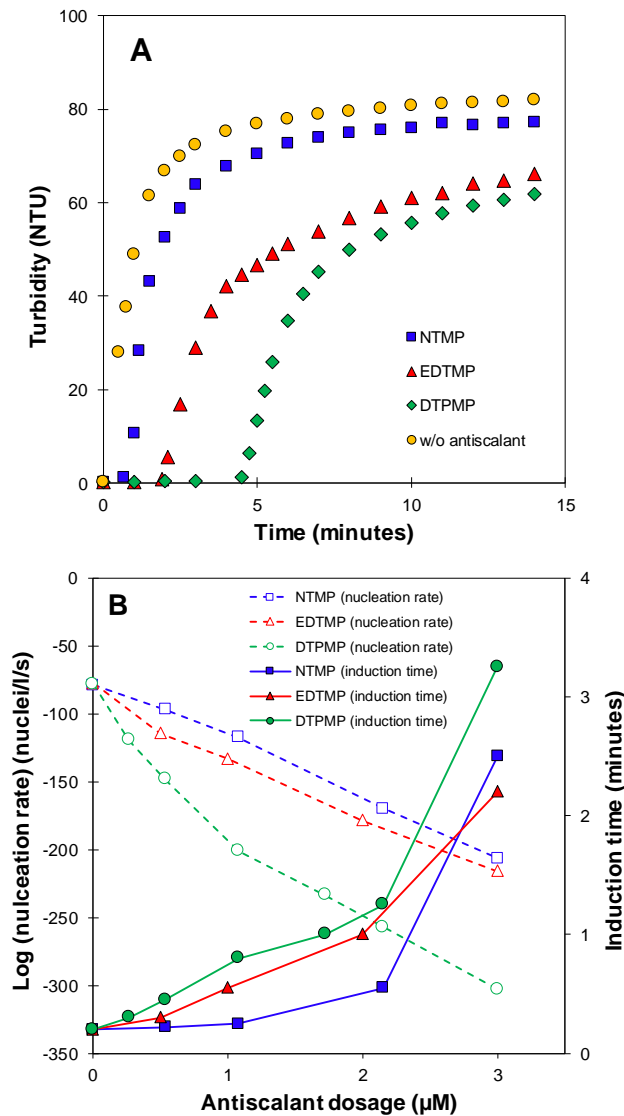 A
100
80
60
40
20
0
Turbidity (NTU)
NTMP
EDTMP
DTPMP
w/o antiscalant
0
5
10
15
Time (minutes)
B
0
-50
-100
-150
-200
-250
-300
-350
Log (nulceation rate) (nuclei/l/s)
NTMP (nucleation rate)
EDTMP (nucleation rate)
DTPMP (nucleation rate)
NTMP (induction time)
EDTMP (induction time)
DTPMP (induction time)
4
3
2
1
0
Induction time (minutes)
0
1
2
3
Antiscalant dosage (µM)